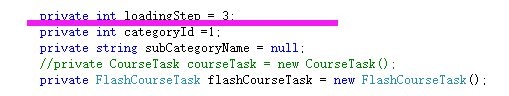 private int loadingStep = 3;
private int categoryId =1;
private string subCategoryName = null;
//private CourseTask courseTask = new CourseTask();
private FlashCourseTask flashCourseTask = new FlashCourseTask();